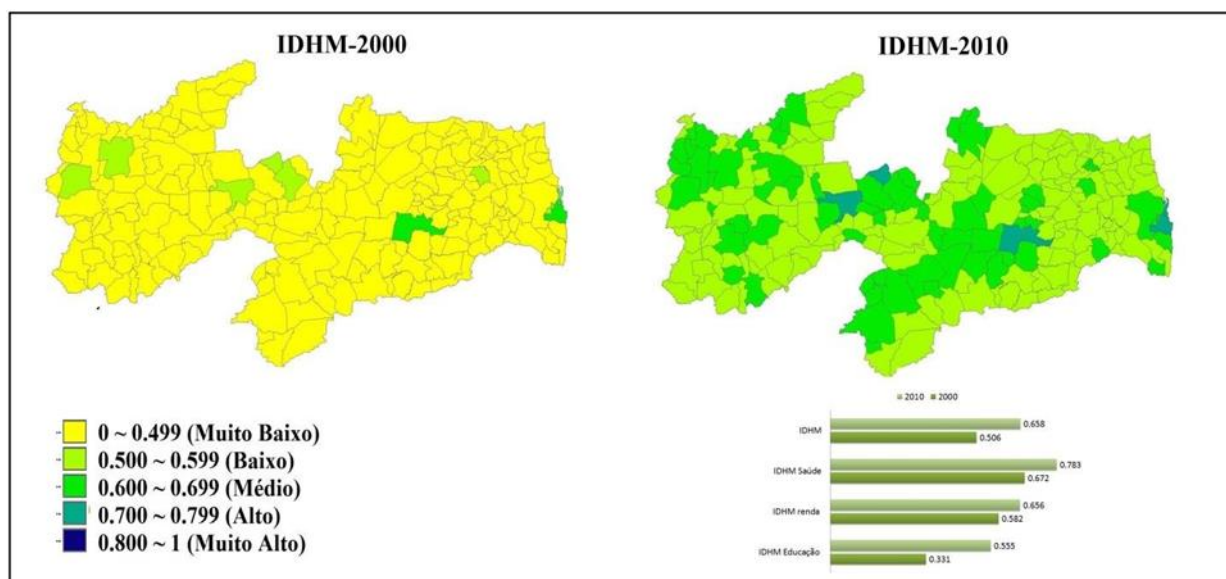 IDHM-2000
IDHM-2010
0 ~ 0.499 (Muito Baixo)
0.500 ~ 0.599 (Baixo)
0.600 ~ 0.699 (Médio)
0.700 ~ 0.799 (Alto)
0.800 ~ 1 (Muito Alto)
2010 2000
IDHM 0.658
0.506
IDHM Saúde 0.783
0.672
IDHM renda 0.656
0.582
IDHM Educação 0.555
0.331